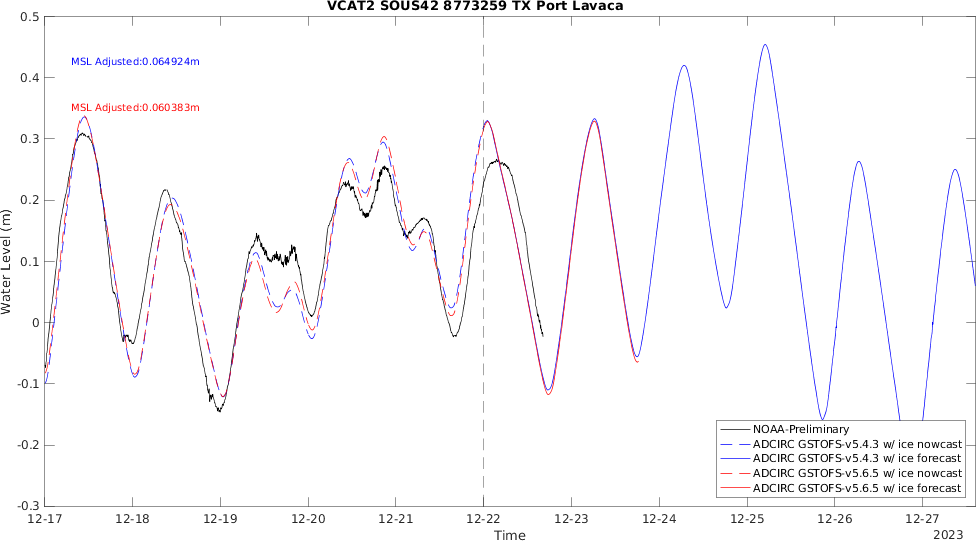 VCAT2 SOUS42 8773259 TX Port Lavaca
0.5
0.4
0.3
0.2
0.1
0
-0.1
-0.2
-0.3
Water Level (m)
MSL Adjusted:0.064924m
MSL Adjusted:0.060383m
NOAA-Preliminary
ADCIRC GSTOFS-v5.4.3 w/ ice nowcast
ADCIRC GSTOFS-v5.4.3 w/ ice forecast
ADCIRC GSTOFS-v5.6.5 w/ ice nowcast
ADCIRC GSTOFS-v5.6.5 w/ ice forecast
12-17 12-18 12-19 12-20 12-21 12-22 12-23 12-24 12-25 12-26 12-27
Time
2023